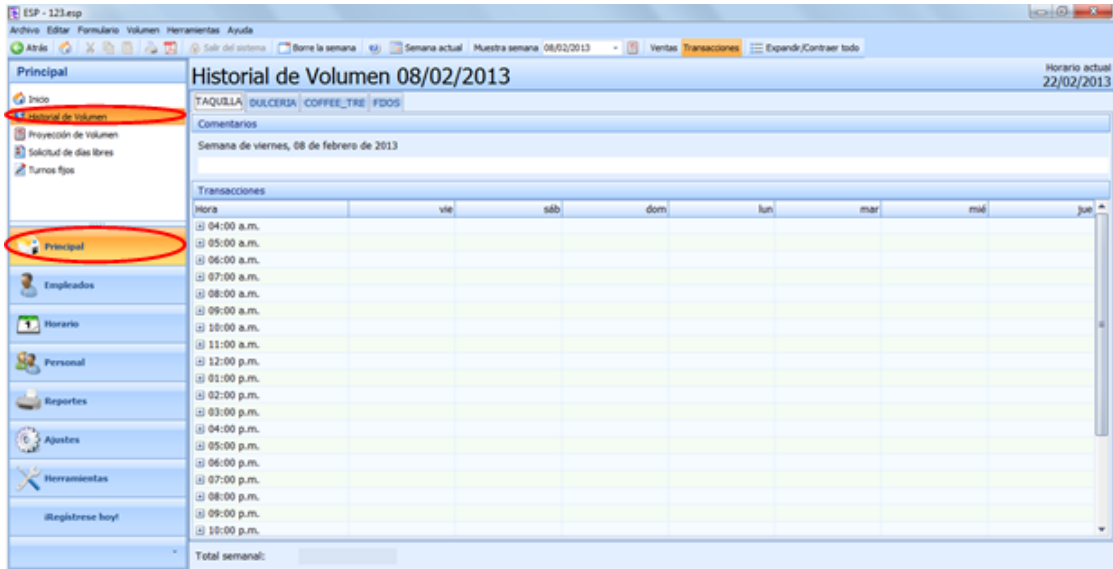 ESP - 123.esp
Archivo Editar Formulario Volumen Herramientas Ayuda
Atrás Salir del sistema Borre la semana Semana actual Muestra semana 08/02/2013 Ventas Transacciones Expandir/Contraer todo
Principal
Inicio
Historial de Volumen
Proyección de Volumen
Solicitud de días libres
Turnos fijos
Principal
Empleados
Horario
Personal
Reportes
Ajustes
Herramientas
¡Regístrese hoy!
Historial de Volumen 08/02/2013
Horario actual
22/02/2013
TAQUILLA DULCERIA COFFEE_TRE FDOS
Comentarios
Semana de viernes, 08 de febrero de 2013
Transacciones
Hora vie sáb dom lun mar mié jue
04:00 a.m.
05:00 a.m.
06:00 a.m.
07:00 a.m.
08:00 a.m.
09:00 a.m.
10:00 a.m.
11:00 a.m.
12:00 p.m.
01:00 p.m.
02:00 p.m.
03:00 p.m.
04:00 p.m.
05:00 p.m.
06:00 p.m.
07:00 p.m.
08:00 p.m.
09:00 p.m.
10:00 p.m.
Total semanal: